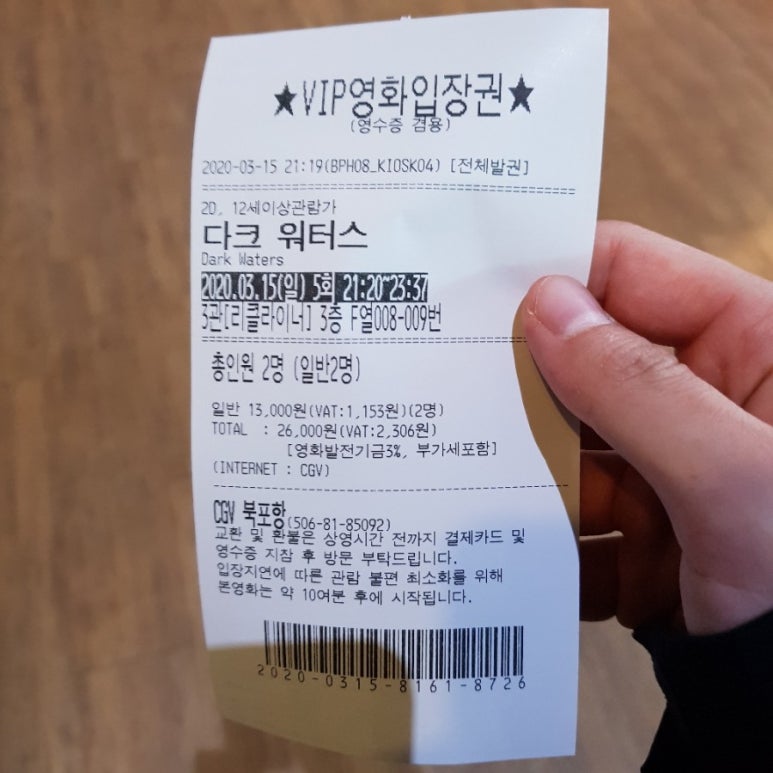 ★VIP영화입장권★
(영수증 겸용)
2020-03-15 21:19(BPH08_KIOSK04) [전체발권]
2D, 12세이상관람가
다크 워터스
Dark Waters
2020.03.15(일) 5회 21:20~23:37
3관[리클라이너] 3층 F열008-009번
총인원 2명 (일반2명)
일반 13,000원(VAT:1,153원)(2명)
TOTAL : 26,000원(VAT:2,306원)
[영화발전기금3%, 부가세포함]
(INTERNET : CGV)
CGV 북포항(506-81-85092)
교환 및 환불은 상영시간 전까지 결제카드 및
영수증 지참 후 방문 부탁드립니다.
입장지연에 따른 관람 불편 최소화를 위해
본영화는 약 10여분 후에 시작됩니다.
2020-0315-8161-8726